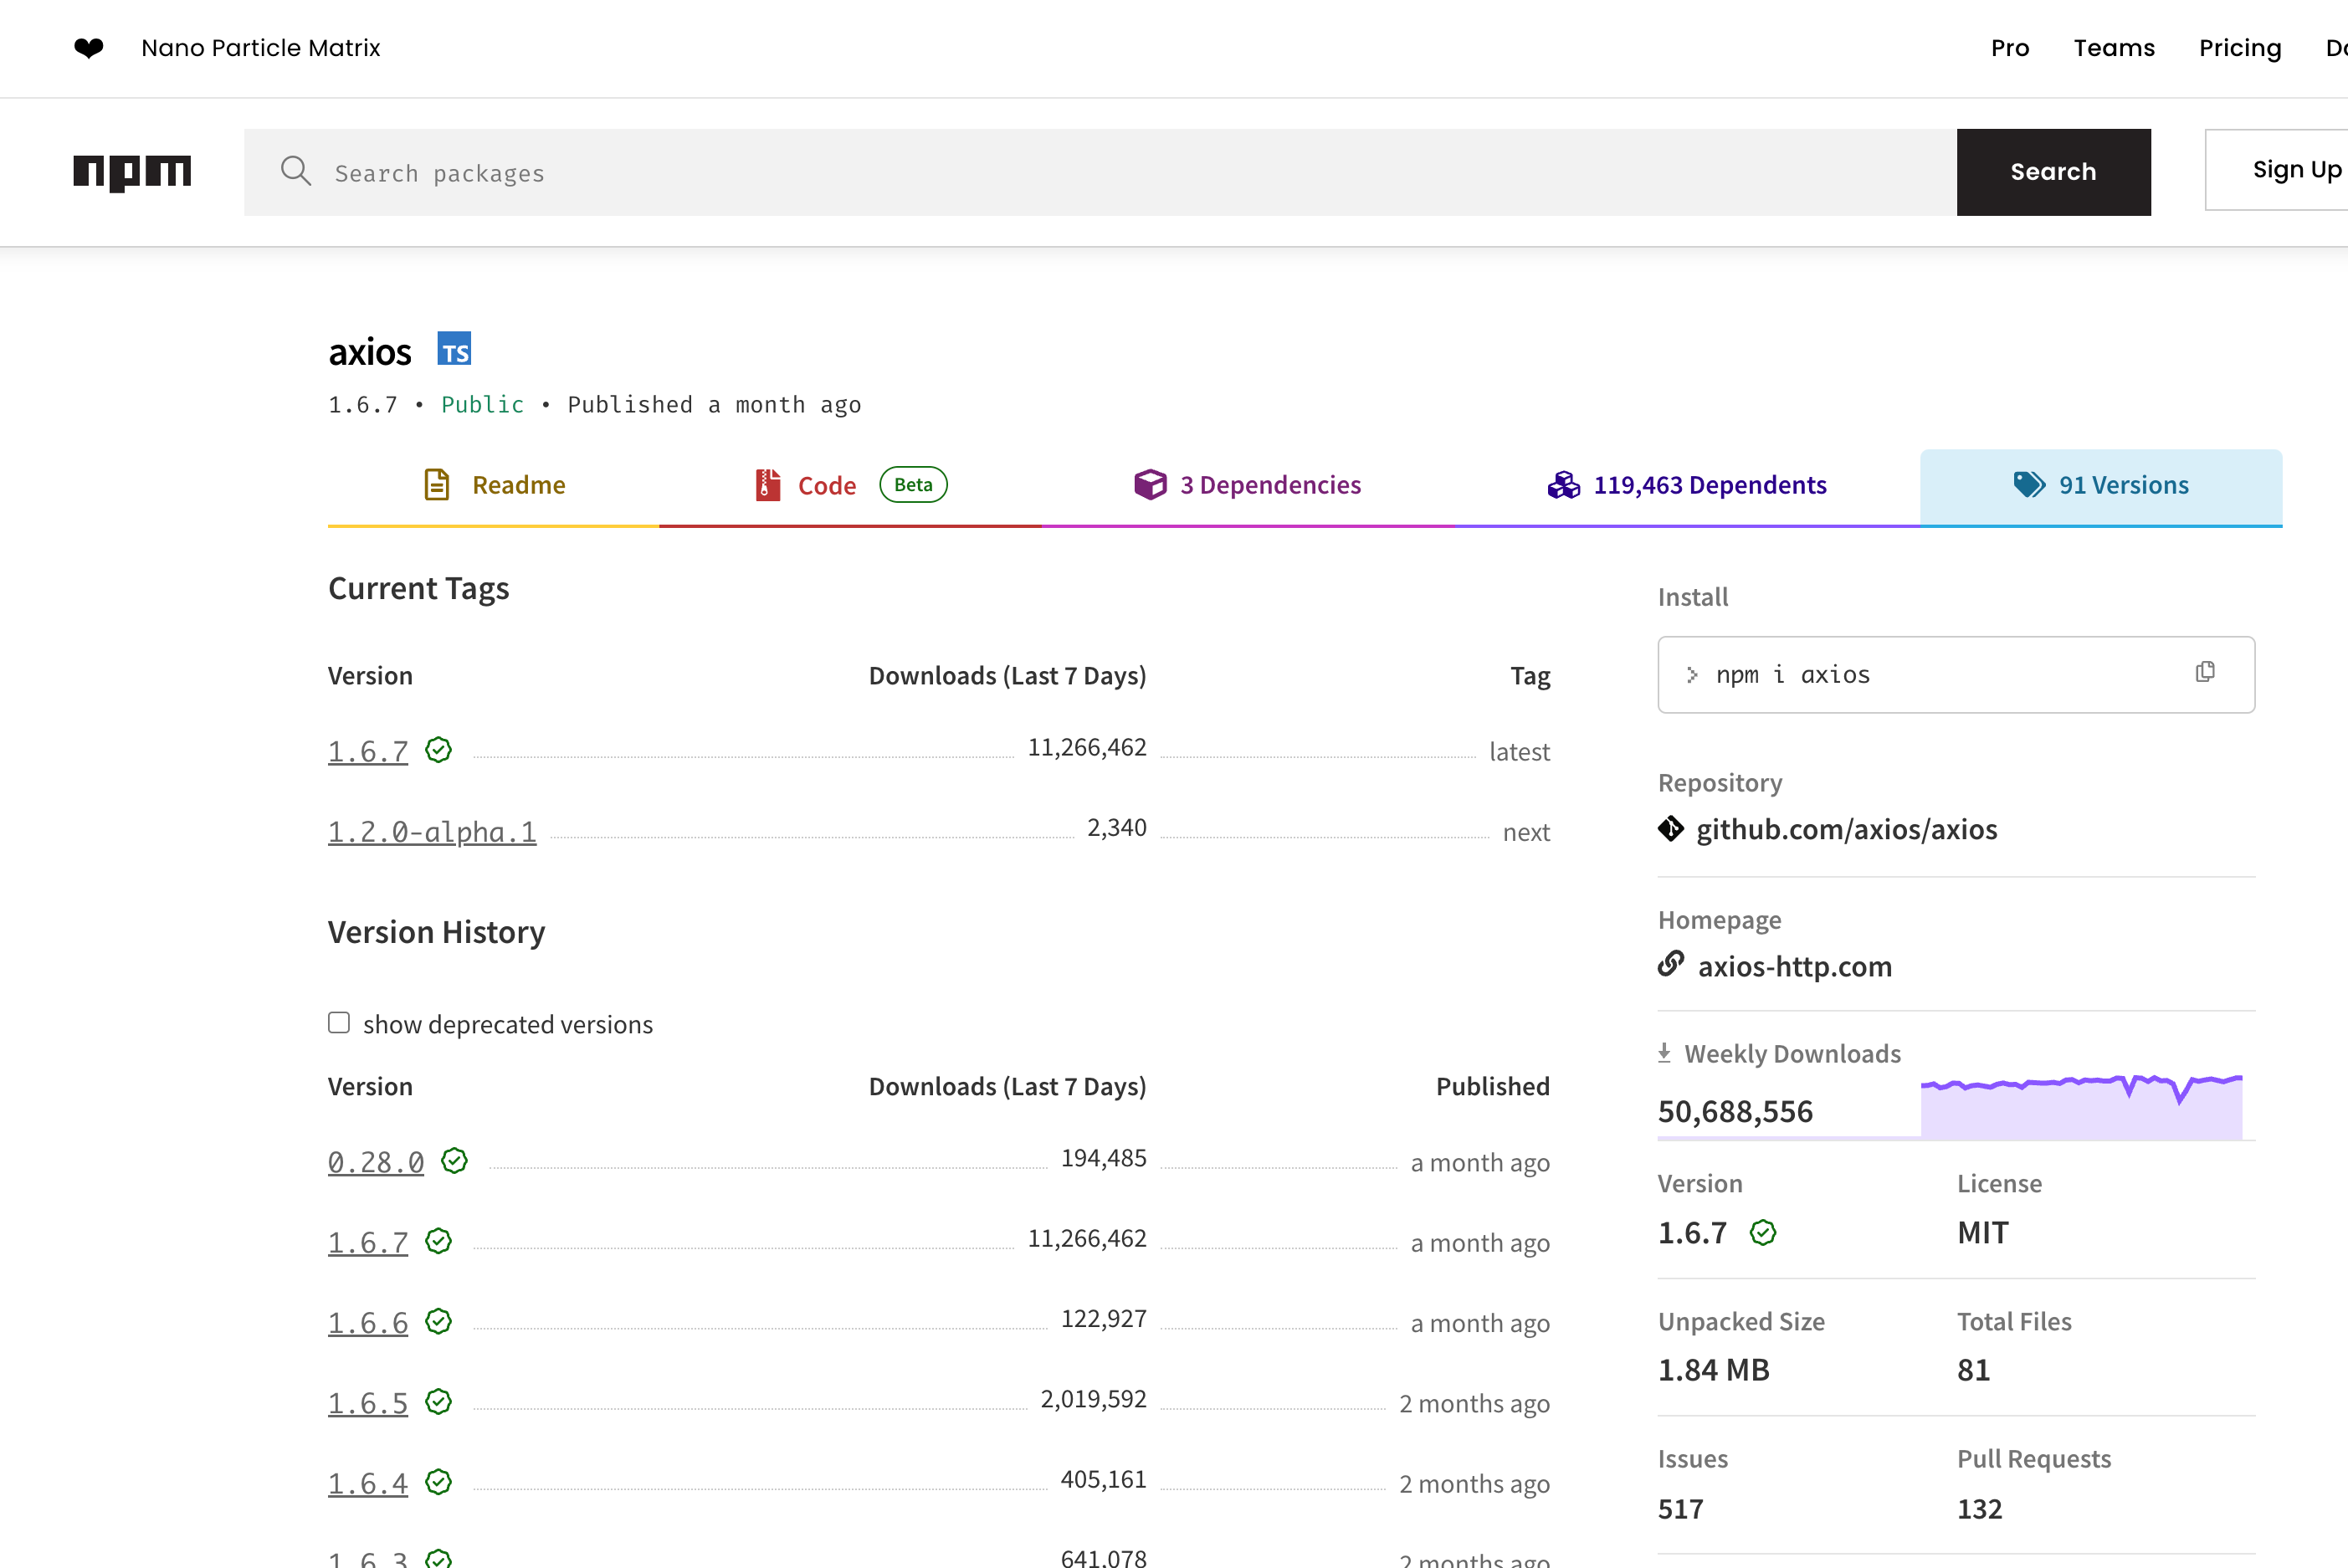 ❤ Nano Particle Matrix Pro Teams Pricing
npm Search packages Search Sign Up
axios TS
1.6.7 • Public • Published a month ago
Readme Code Beta 3 Dependencies 119,463 Dependents 91 Versions
Current Tags
Version Downloads (Last 7 Days) Tag
1.6.7 11,266,462 latest
1.2.0-alpha.1 2,340 next
Version History
show deprecated versions
Version Downloads (Last 7 Days) Published
0.28.0 194,485 a month ago
1.6.7 11,266,462 a month ago
1.6.6 122,927 a month ago
1.6.5 2,019,592 2 months ago
1.6.4 405,161 2 months ago
1.6.3 641,078 2 months ago
Install
> npm i axios
Repository
github.com/axios/axios
Homepage
axios-http.com
Weekly Downloads
50,688,556
Version License
1.6.7 MIT
Unpacked Size Total Files
1.84 MB 81
Issues Pull Requests
517 132